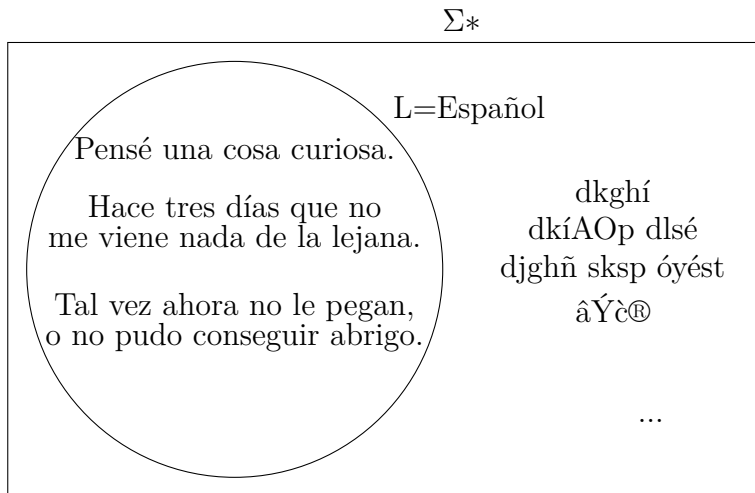 Σ*
L=Español
Pensé una cosa curiosa.
Hace tres días que no
me viene nada de la lejana.
Tal vez ahora no le pegan,
o no pudo conseguir abrigo.
dkghí
dkíAOp dlsé
djghñ sksp óyést
âÝc̀®
...